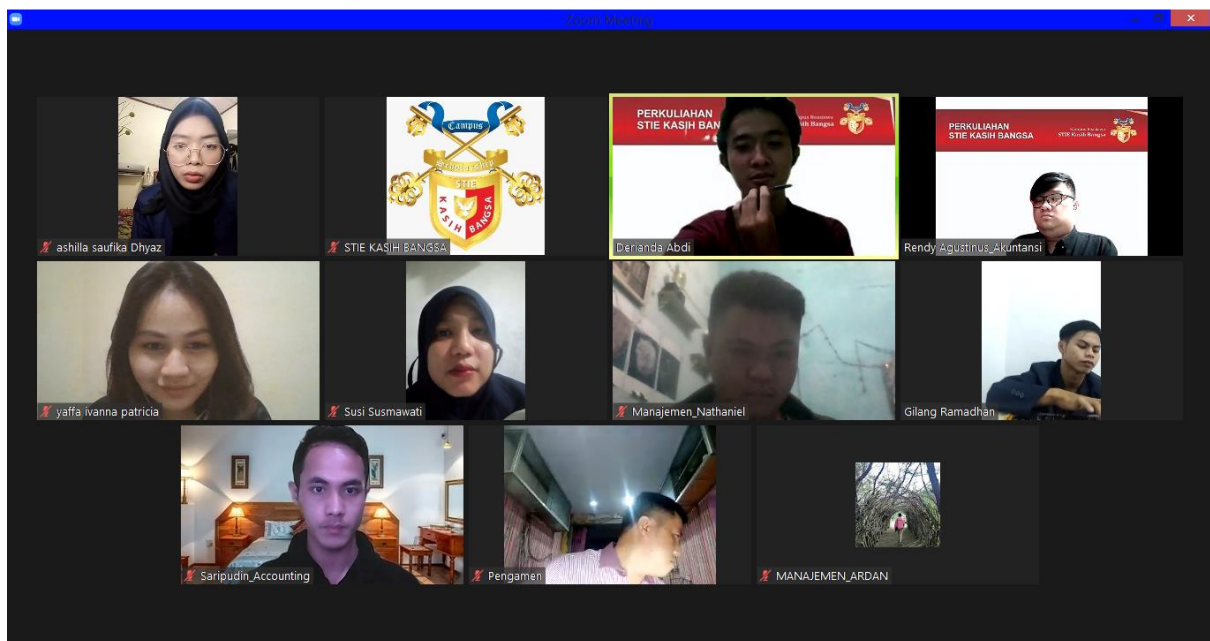 Zoom Meeting
ashilla saufika Dhyaz
Campus
STIE
KASIH BANGSA
STIE KASIH BANGSA
PERKULIAHAN
STIE KASIH BAN
sih Bangsa
Derianda Abdi
PERKULIAHAN
STIE KASIH BANGSA
STIE Kasih Bangsa
Rendy Agustinus_Akuntansi
yaffa ivanna patricia
Susi Susmawati
Manajemen_Nathaniel
Gilang Ramadhan
Saripudin_Accounting
Pengamen
MANAJEMEN_ARDAN